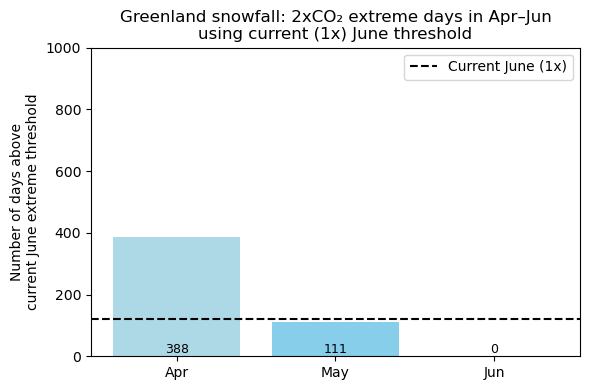 Greenland snowfall: 2xCO₂ extreme days in Apr–Jun
using current (1x) June threshold
Number of days above
current June extreme threshold
1000
800
600
400
200
0
Current June (1x)
388
111
0
Apr
May
Jun